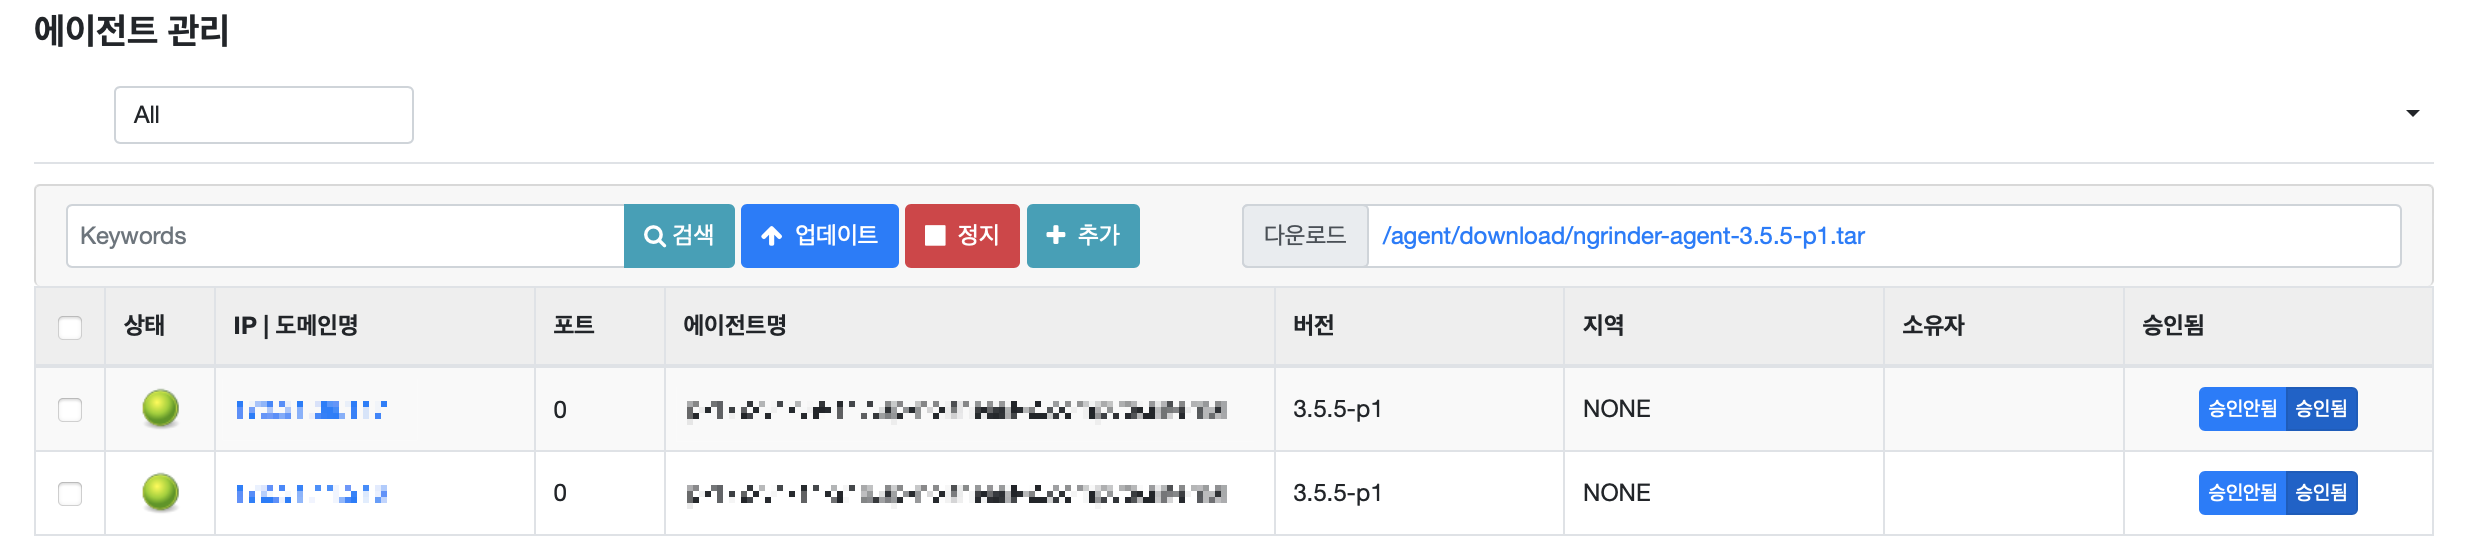 에이전트 관리
All
Keywords 검색 업데이트 정지 추가 다운로드 /agent/download/ngrinder-agent-3.5.5-p1.tar
상태 IP | 도메인명 포트 에이전트명 버전 지역 소유자 승인됨
0 3.5.5-p1 NONE 승인안됨 승인됨
0 3.5.5-p1 NONE 승인안됨 승인됨